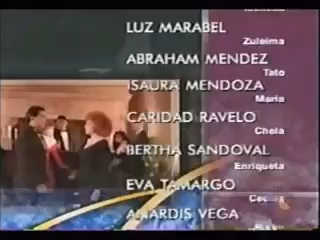 LUZ MARABEL
Zuleima
ABRAHAM MENDEZ
Tato
ISAURA MENDOZA
Maria
CARIDAD RAVELO
Chela
BERTHA SANDOVAL
Enriqueta
EVA TAMARGO
ANARDIS VEGA